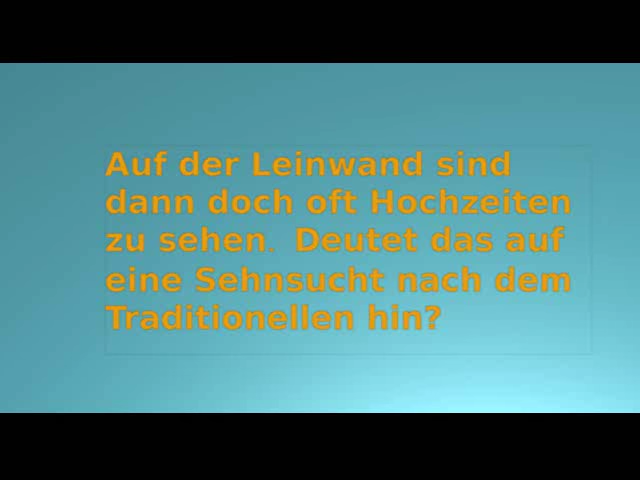 Auf der Leinwand sind
dann doch oft Hochzeiten
zu sehen. Deutet das auf
eine Sehnsucht nach dem
Traditionellen hin?